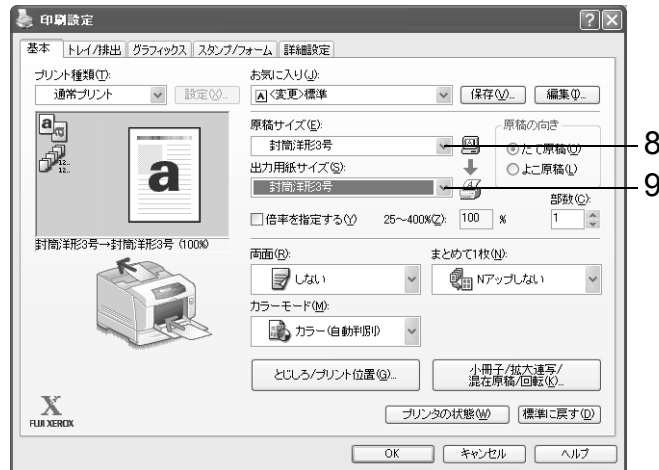 印刷設定
基本 トレイ/排出 グラフィックス スタンプ/フォーム 詳細設定
プリント種類(T):
通常プリント 設定(X)...
お気に入り(J):
A <変更>標準 保存(V)... 編集(I)...
原稿サイズ(E):
封筒洋形3号
8
原稿の向き
たて原稿(O)
よこ原稿(L)
出力用紙サイズ(S):
封筒洋形3号
9
部数(C):
倍率を指定する(Y) 25～400%(Z): 100 % 1
a
封筒洋形3号→封筒洋形3号 (100%)
両面(R):
しない
まとめて1枚(N):
Nアップしない
カラーモード(M):
カラー(自動判別)
とじしろ/プリント位置(G)...
小冊子/拡大連写/
混在原稿/回転(K)...
X
FUJI XEROX
プリンタの状態(W) 標準に戻す(D)
OK キャンセル ヘルプ